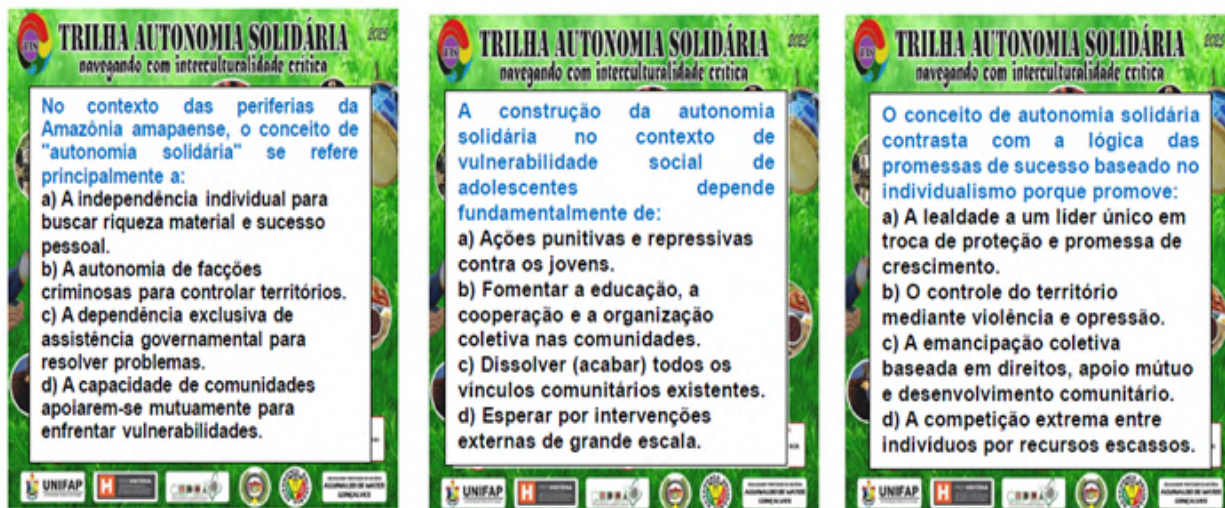 TRILHA AUTONOMIA SOLIDÁRIA
navegando com interculturalidade crítica
No contexto das periferias da
Amazônia amapaense, o conceito de
"autonomia solidária" se refere
principalmente a:
a) A independência individual para
buscar riqueza material e sucesso
pessoal.
b) A autonomia de facções
criminosas para controlar territórios.
c) A dependência exclusiva de
assistência governamental para
resolver problemas.
d) A capacidade de comunidades
apoiarem-se mutuamente para
enfrentar vulnerabilidades.
UNIFAP
TRILHA AUTONOMIA SOLIDÁRIA
navegando com interculturalidade crítica
A construção da autonomia
solidária no contexto de
vulnerabilidade social de
adolescentes depende
fundamentalmente de:
a) Ações punitivas e repressivas
contra os jovens.
b) Fomentar a educação, a
cooperação e a organização
coletiva nas comunidades.
c) Dissolver (acabar) todos os
vínculos comunitários existentes.
d) Esperar por intervenções
externas de grande escala.
UNIFAP
TRILHA AUTONOMIA SOLIDÁRIA
navegando com interculturalidade crítica
O conceito de autonomia solidária
contrasta com a lógica das
promessas de sucesso baseado no
individualismo porque promove:
a) A lealdade a um líder único em
troca de proteção e promessa de
crescimento.
b) O controle do território
mediante violência e opressão.
c) A emancipação coletiva
baseada em direitos, apoio mútuo
e desenvolvimento comunitário.
d) A competição extrema entre
indivíduos por recursos escassos.
UNIFAP